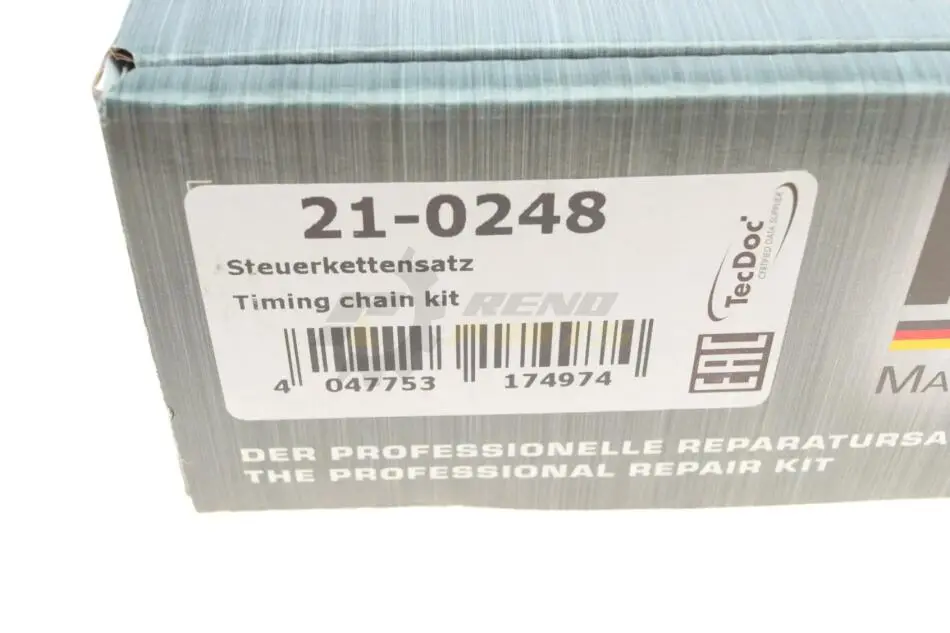 21-0248
Steuerkettensatz
Timing chain kit
4 047753 174974
TecDoc
CERTIFIED DATA SUPPLIER
EAC
RENO
MA
DER PROFESSIONELLE REPARATURSA
THE PROFESSIONAL REPAIR KIT